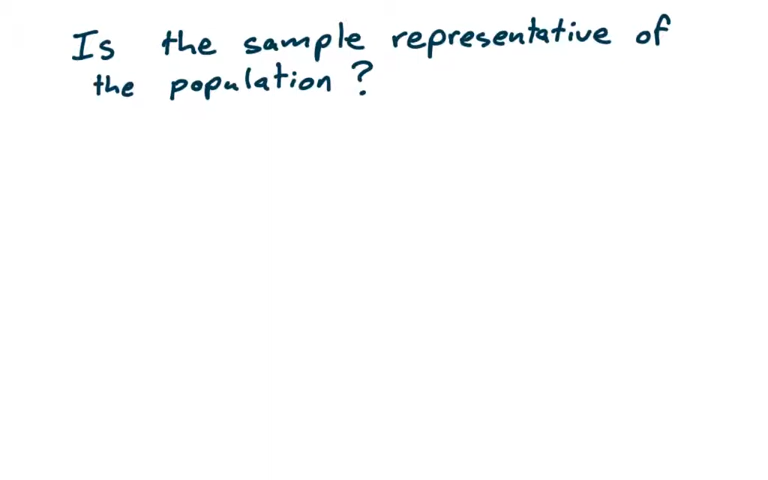 Is the sample representative of
the population?